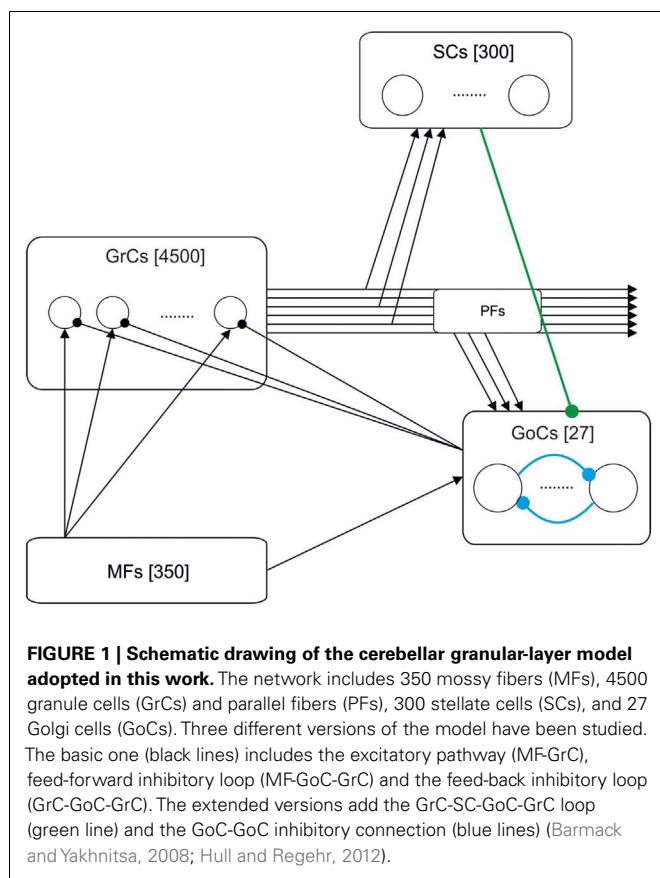 SCs [300]
........
GrCs [4500]
........
PFs
GoCs [27]
........
MFs [350]
FIGURE 1 | Schematic drawing of the cerebellar granular-layer model
adopted in this work. The network includes 350 mossy fibers (MFs), 4500
granule cells (GrCs) and parallel fibers (PFs), 300 stellate cells (SCs), and 27
Golgi cells (GoCs). Three different versions of the model have been studied.
The basic one (black lines) includes the excitatory pathway (MF-GrC),
feed-forward inhibitory loop (MF-GoC-GrC) and the feed-back inhibitory loop
(GrC-GoC-GrC). The extended versions add the GrC-SC-GoC-GrC loop
(green line) and the GoC-GoC inhibitory connection (blue lines) (Barmack
and Yakhnitsa, 2008; Hull and Regehr, 2012).